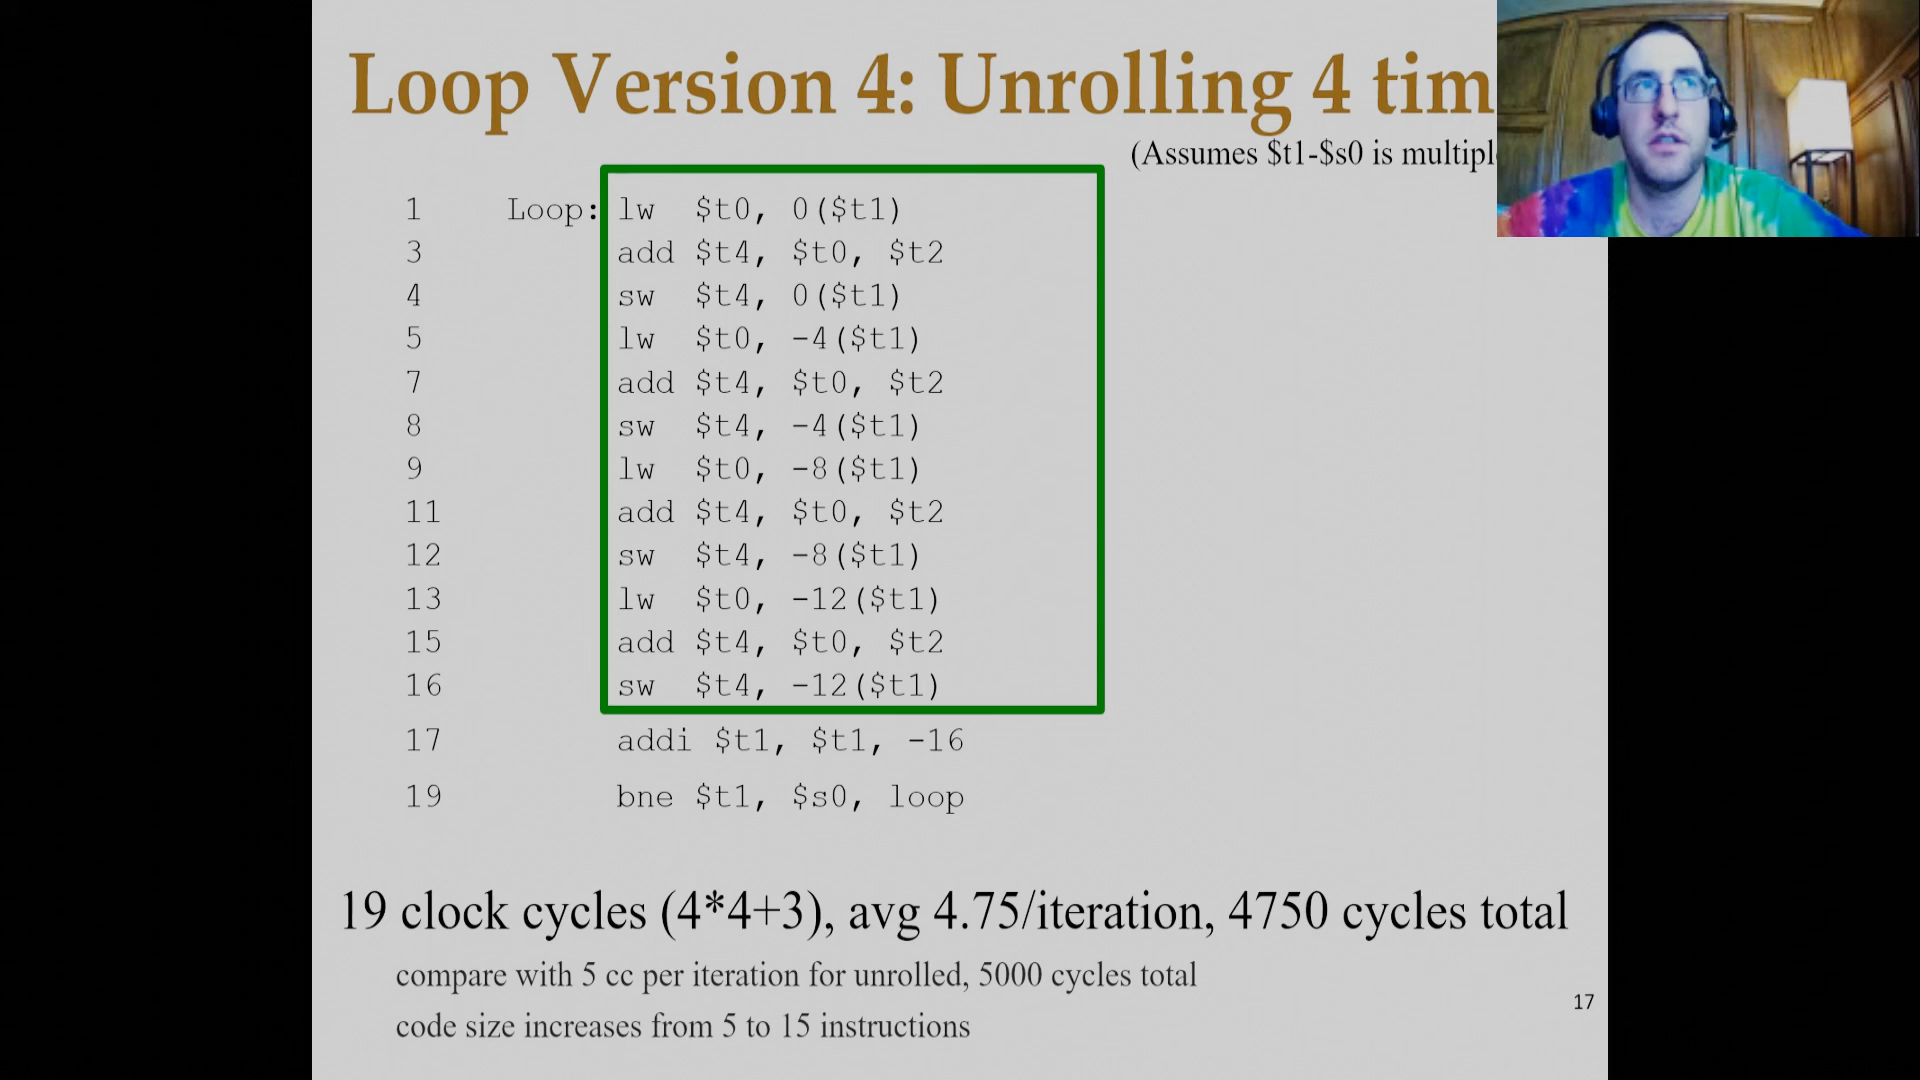 Loop Version 4: Unrolling 4 tim
(Assumes $t1-$s0 is multipl
1 Loop: lw $t0, 0($t1)
3 add $t4, $t0, $t2
4 sw $t4, 0($t1)
5 lw $t0, -4($t1)
7 add $t4, $t0, $t2
8 sw $t4, -4($t1)
9 lw $t0, -8($t1)
11 add $t4, $t0, $t2
12 sw $t4, -8($t1)
13 lw $t0, -12($t1)
15 add $t4, $t0, $t2
16 sw $t4, -12($t1)
17 addi $t1, $t1, -16
19 bne $t1, $s0, loop
19 clock cycles (4*4+3), avg 4.75/iteration, 4750 cycles total
compare with 5 cc per iteration for unrolled, 5000 cycles total
code size increases from 5 to 15 instructions
17